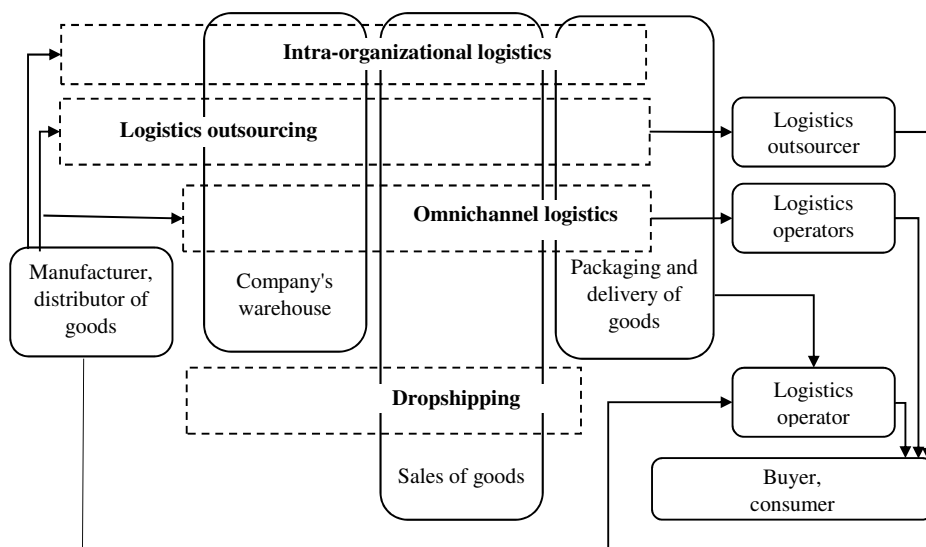 Intra-organizational logistics
Logistics outsourcing
Logistics
outsourcer
Omnichannel logistics
Logistics
operators
Manufacturer,
distributor of
goods
Company's
warehouse
Packaging and
delivery of
goods
Dropshipping
Logistics
operator
Sales of goods
Buyer,
consumer